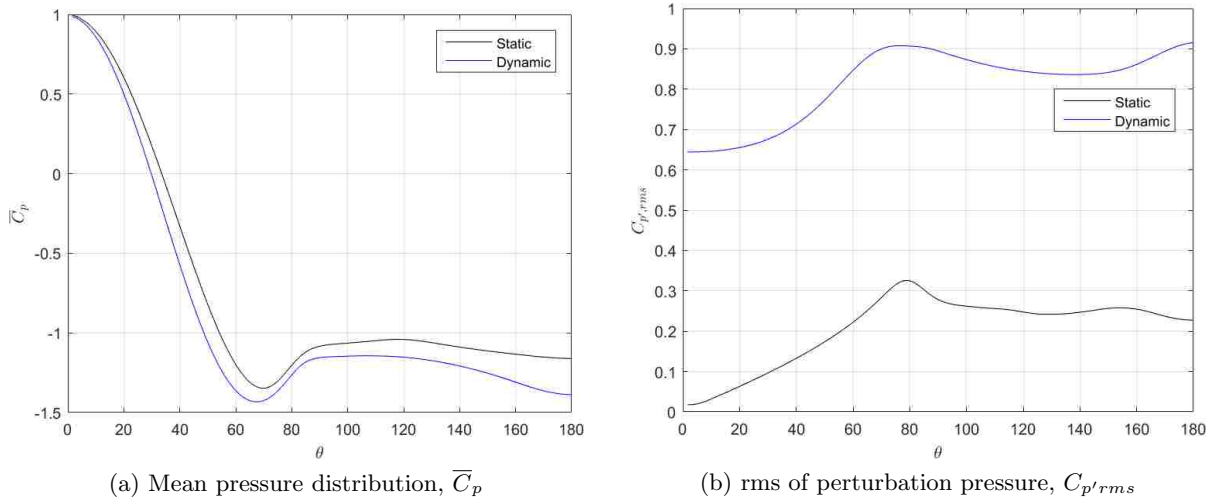 1
0.5
0
-0.5
-1
-1.5
C̅p
0 20 40 60 80 100 120 140 160 180
θ
Static
Dynamic
(a) Mean pressure distribution, C̅p
1
0.9
0.8
0.7
0.6
0.5
0.4
0.3
0.2
0.1
0
Cp′,rms
0 20 40 60 80 100 120 140 160 180
θ
Static
Dynamic
(b) rms of perturbation pressure, Cp′rms